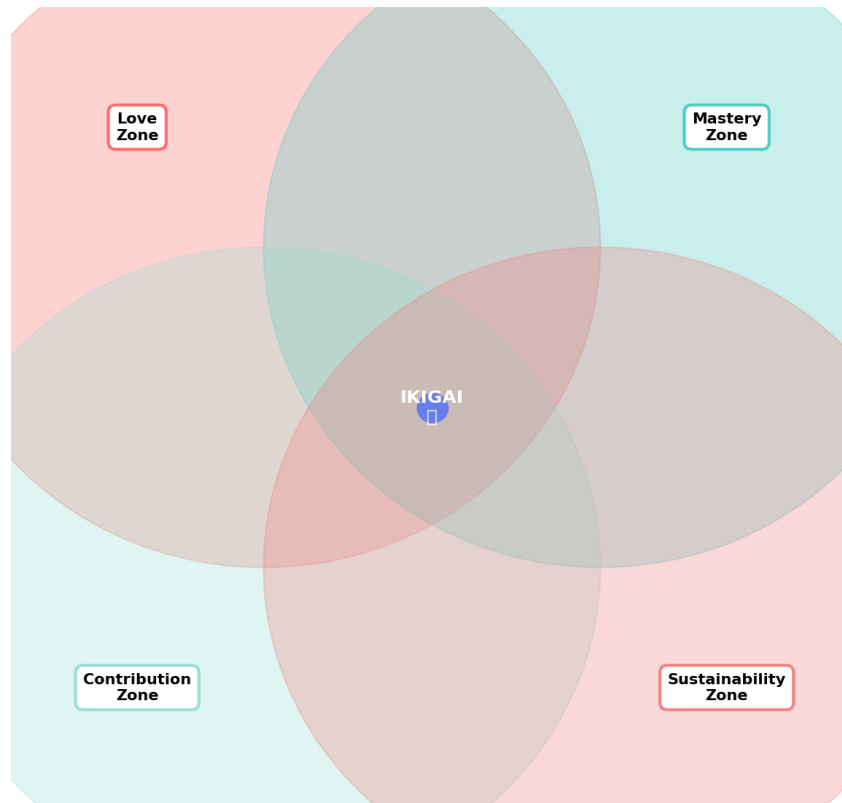 Love
Zone
Mastery
Zone
IKIGAI
Contribution
Zone
Sustainability
Zone